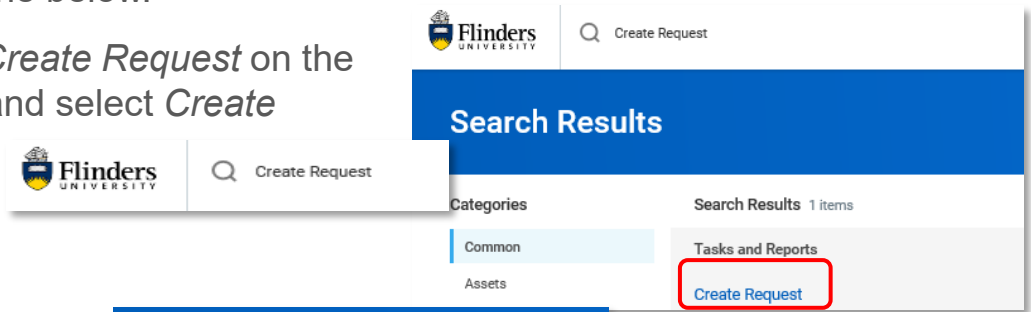 Create Request on the
and select Create
Flinders
UNIVERSITY
Create Request
Flinders
UNIVERSITY
Create Request
Search Results
Categories
Search Results 1 items
Common
Tasks and Reports
Assets
Create Request